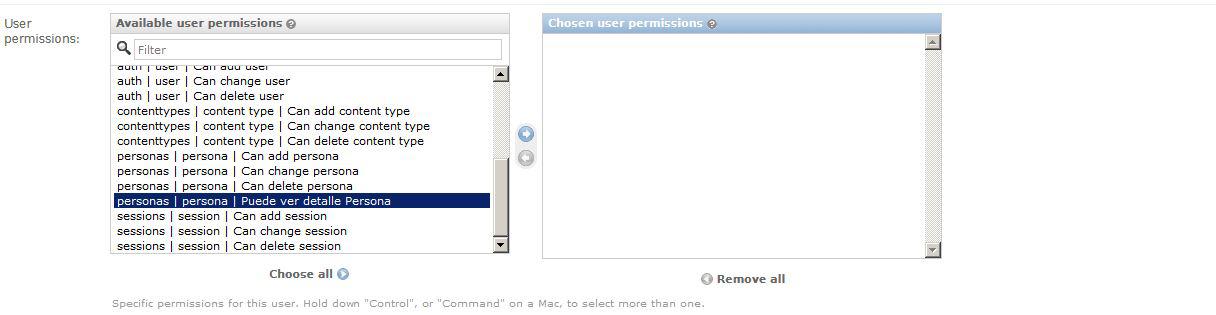 User permissions:
Available user permissions
Filter
auth | user | Can add user
auth | user | Can change user
auth | user | Can delete user
contenttypes | content type | Can add content type
contenttypes | content type | Can change content type
contenttypes | content type | Can delete content type
personas | persona | Can add persona
personas | persona | Can change persona
personas | persona | Can delete persona
personas | persona | Puede ver detalle Persona
sessions | session | Can add session
sessions | session | Can change session
sessions | session | Can delete session
Choose all
Chosen user permissions
Remove all
Specific permissions for this user. Hold down "Control", or "Command" on a Mac, to select more than one.